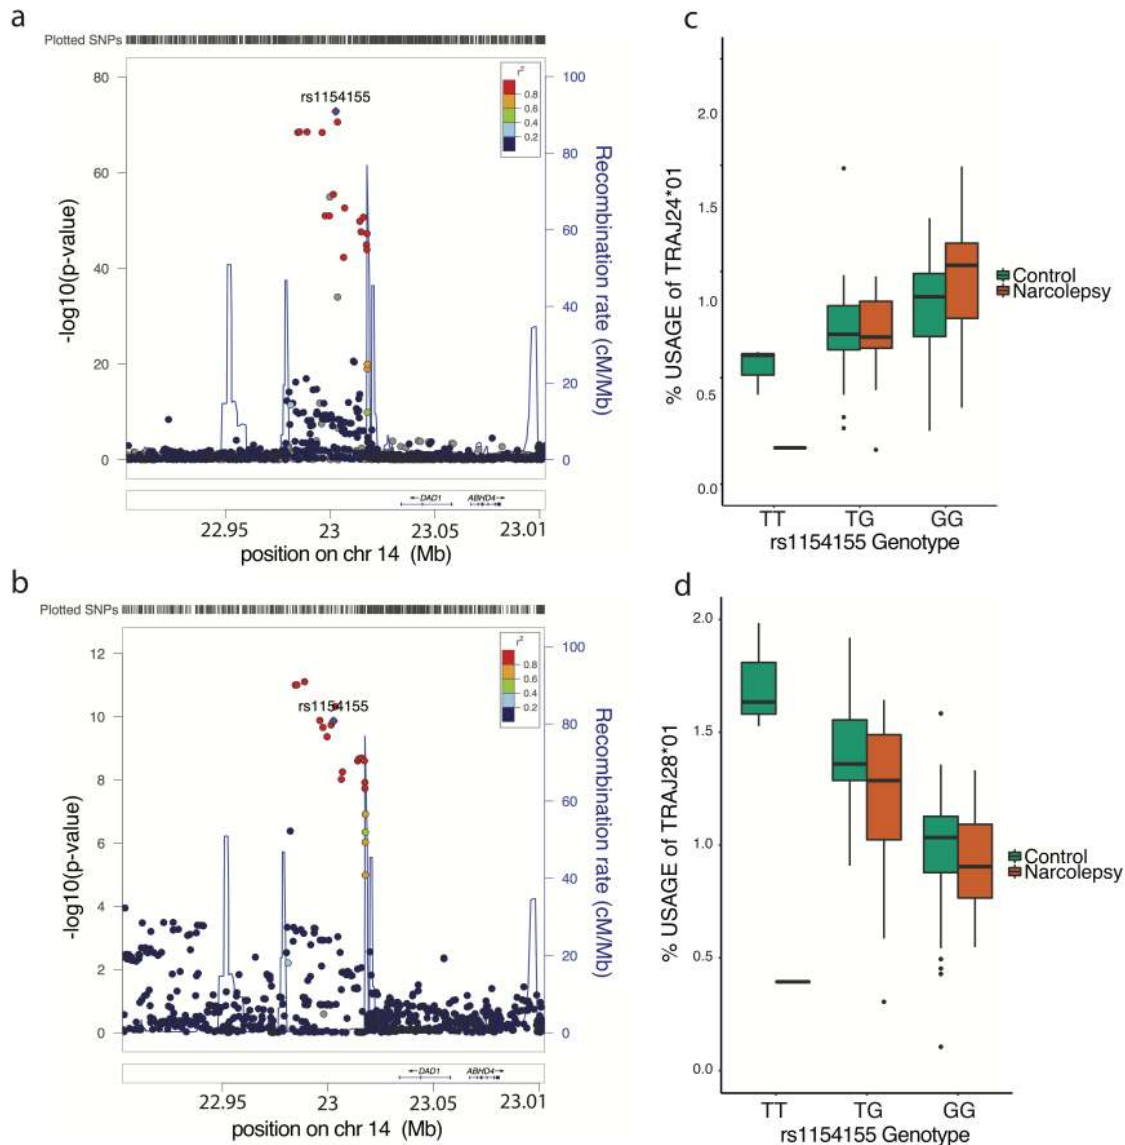 a
Plotted SNPs
80
60
40
20
0
-log10(p-value)
rs1154155
r²
0.8
0.6
0.4
0.2
100
80
60
40
20
0
Recombination rate (cM/Mb)
←DAD1
ABHD4→
22.95
23
23.05
23.01
position on chr 14 (Mb)
b
Plotted SNPs
12
10
8
6
4
2
0
-log10(p-value)
rs1154155
r²
0.8
0.6
0.4
0.2
100
80
60
40
20
0
Recombination rate (cM/Mb)
←DAD1
ABHD4→
22.95
23
23.05
23.01
position on chr 14 (Mb)
c
2.0
1.5
1.0
0.5
0.0
% USAGE of TRAJ24*01
Control
Narcolepsy
TT
TG
GG
rs1154155 Genotype
d
2.0
1.5
1.0
0.5
0.0
% USAGE of TRAJ28*01
Control
Narcolepsy
TT
TG
GG
rs1154155 Genotype